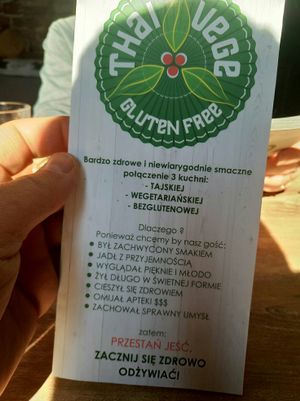 THAI VEGE
GLUTEN FREE
Bardzo zdrowe i niewiarygodnie smaczne
połączenie 3 kuchni:
- TAJSKIEJ
- WEGETARIAŃSKIEJ
- BEZGLUTENOWEJ
Dlaczego ?
Ponieważ chcemy by nasz gość:
● BYŁ ZACHWYCONY SMAKIEM
● JADŁ Z PRZYJEMNOŚCIĄ
● WYGLĄDAŁ PIĘKNIE I MŁODO
● ŻYŁ DŁUGO W ŚWIETNEJ FORMIE
● CIESZYŁ SIĘ ZDROWIEM
● OMIJAŁ APTEKI $$$
● ZACHOWAŁ SPRAWNY UMYSŁ
zatem:
PRZESTAŃ JEŚĆ,
ZACZNIJ SIĘ ZDROWO
ODŻYWIAĆ!